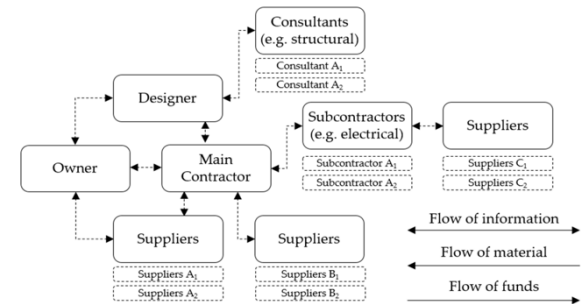 Consultants
(e.g. structural)
Consultant A₁
Consultant A₂
Designer
Subcontractors
(e.g. electrical)
Subcontractor A₁
Subcontractor A₂
Suppliers
Suppliers C₁
Suppliers C₂
Owner
Main
Contractor
Suppliers
Suppliers A₁
Suppliers A₂
Suppliers
Suppliers B₁
Suppliers B₂
Flow of information
Flow of material
Flow of funds